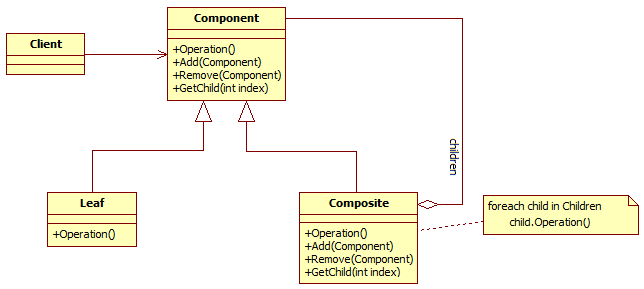 Component
+Operation()
+Add(Component)
+Remove(Component)
+GetChild(int index)
Client
children
Leaf
+Operation()
Composite
+Operation()
+Add(Component)
+Remove(Component)
+GetChild(int index)
foreach child in Children
child.Operation()